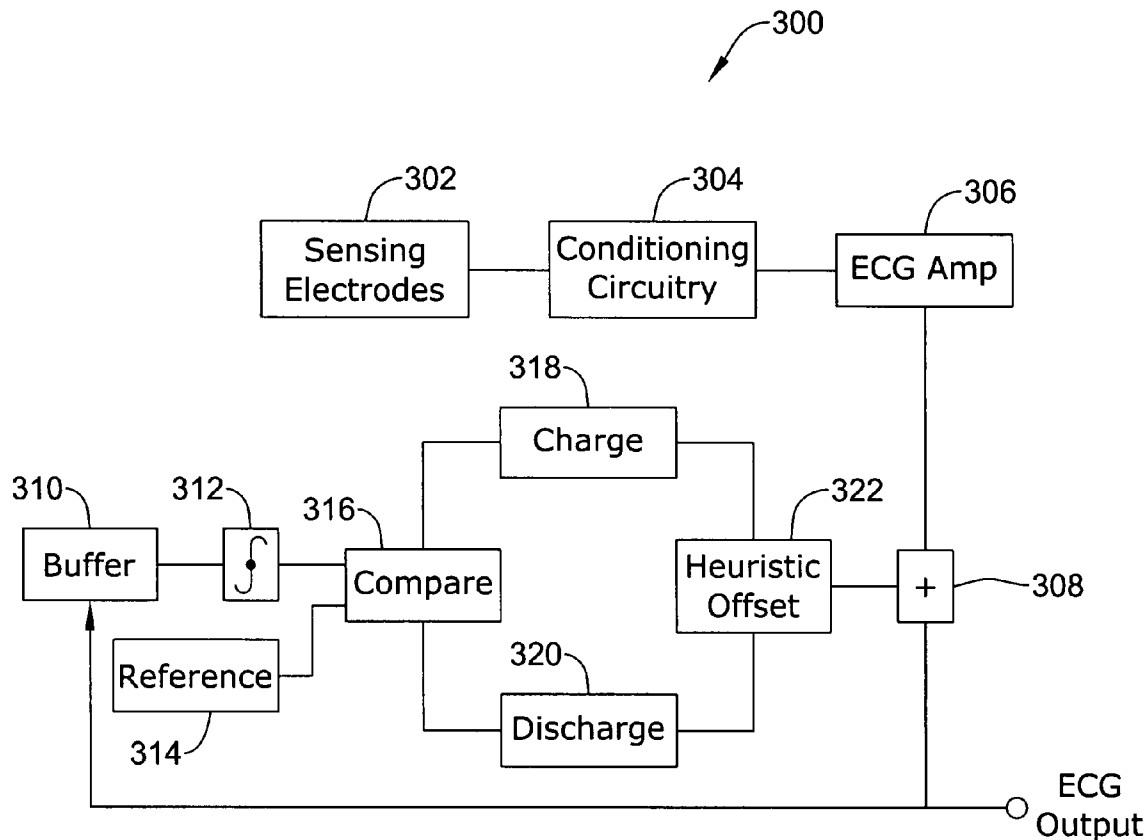 300
302
304
306
Sensing
Electrodes
Conditioning
Circuitry
ECG Amp
318
Charge
310
312
316
322
Buffer
Compare
Heuristic
Offset
+
308
Reference
314
320
Discharge
ECG
Output